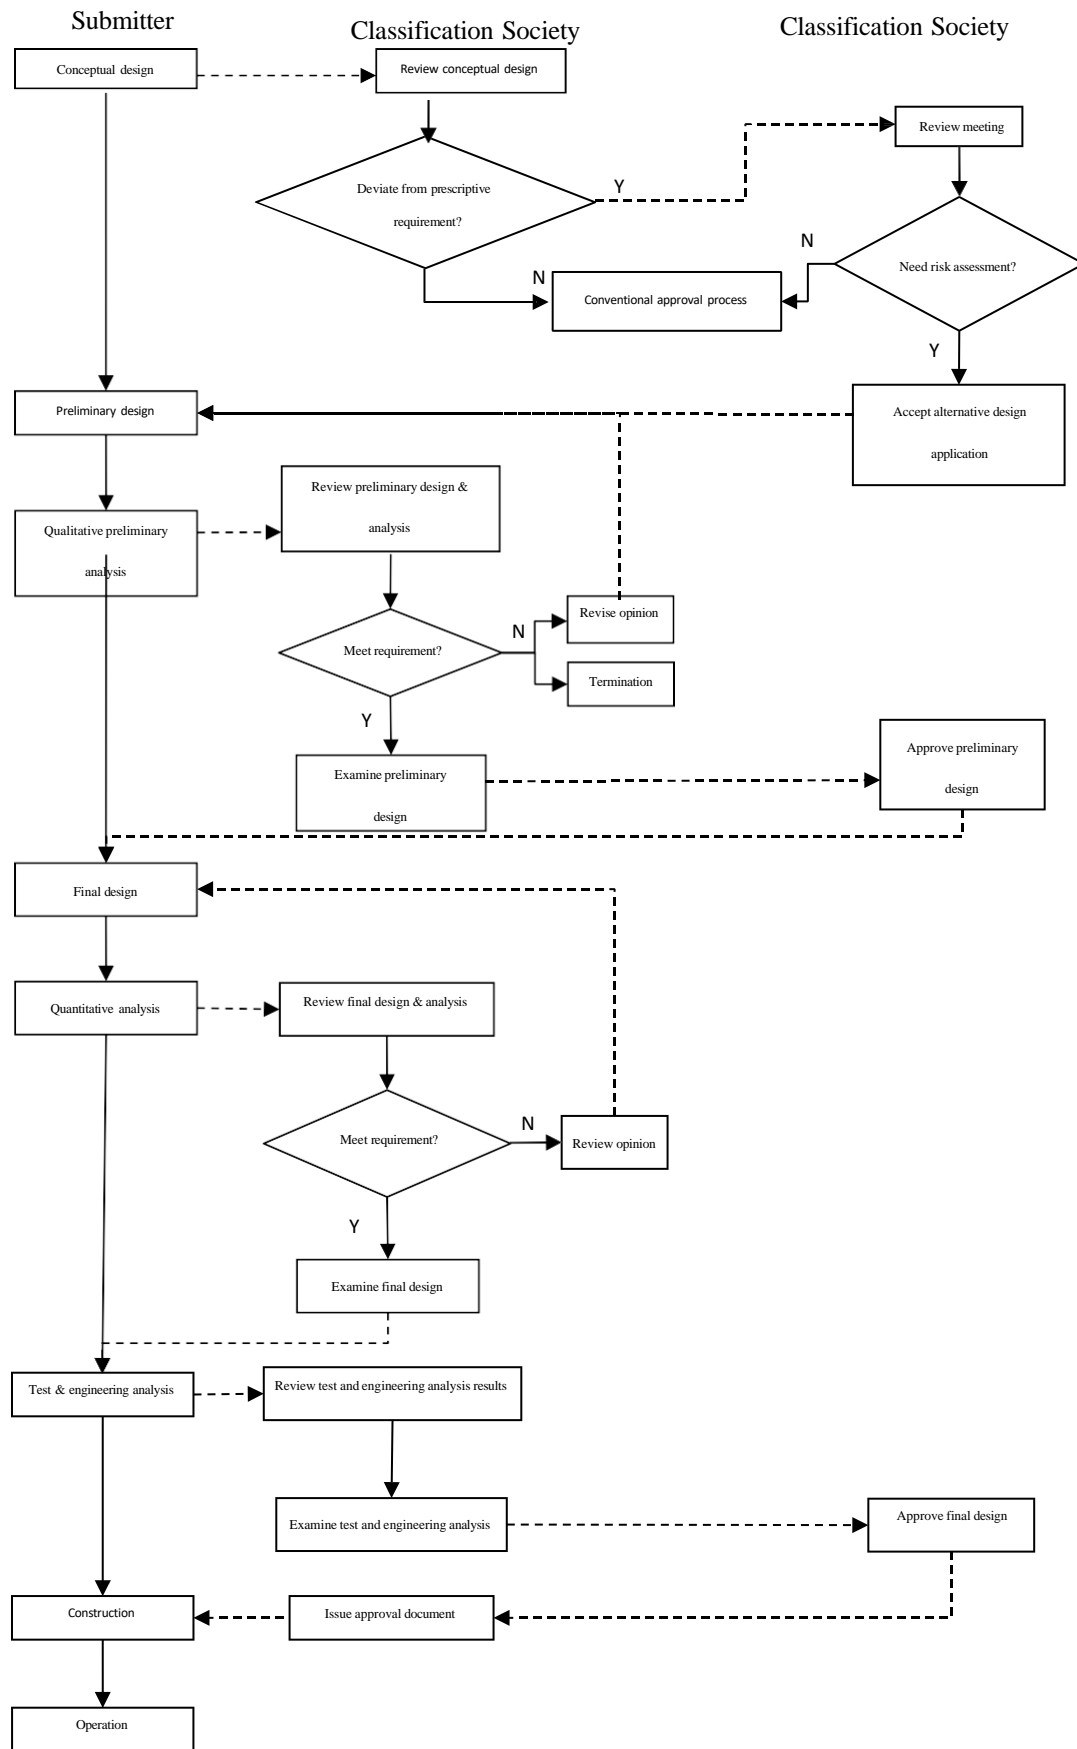 Submitter
Classification Society
Classification Society
Conceptual design
Review conceptual design
Review meeting
Deviate from prescriptive
requirement?
Y
N
Need risk assessment?
N
Conventional approval process
Y
Preliminary design
Accept alternative design
application
Review preliminary design &
analysis
Qualitative preliminary
analysis
Revise opinion
N
Meet requirement?
Termination
Y
Approve preliminary
design
Examine preliminary
design
Final design
Quantitative analysis
Review final design & analysis
N
Meet requirement?
Review opinion
Y
Examine final design
Test & engineering analysis
Review test and engineering analysis results
Examine test and engineering analysis
Approve final design
Construction
Issue approval document
Operation